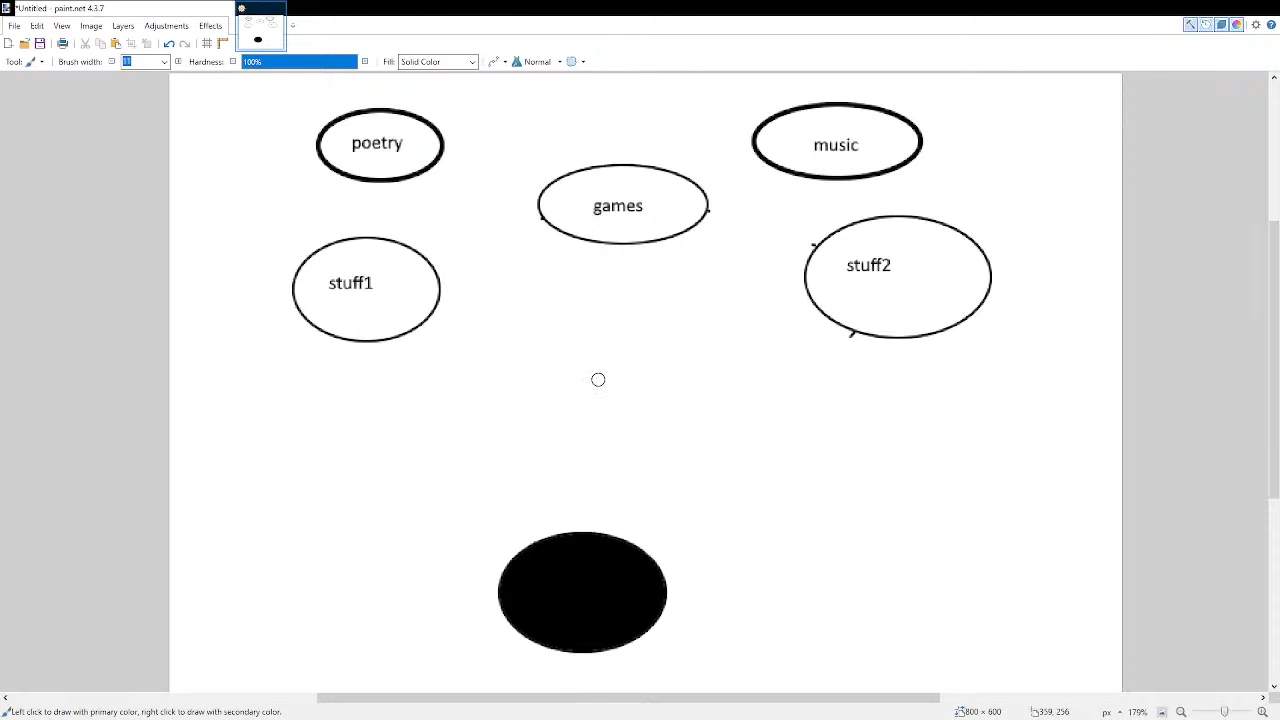 *Untitled - paint.net 4.3.7
File Edit View Image Layers Adjustments Effects
Tool: Brush width: Hardness: 100% Fill: Solid Color Normal
poetry
music
games
stuff1
stuff2
Left click to draw with primary color, right click to draw with secondary color. 800 × 600 359, 256 px 179%